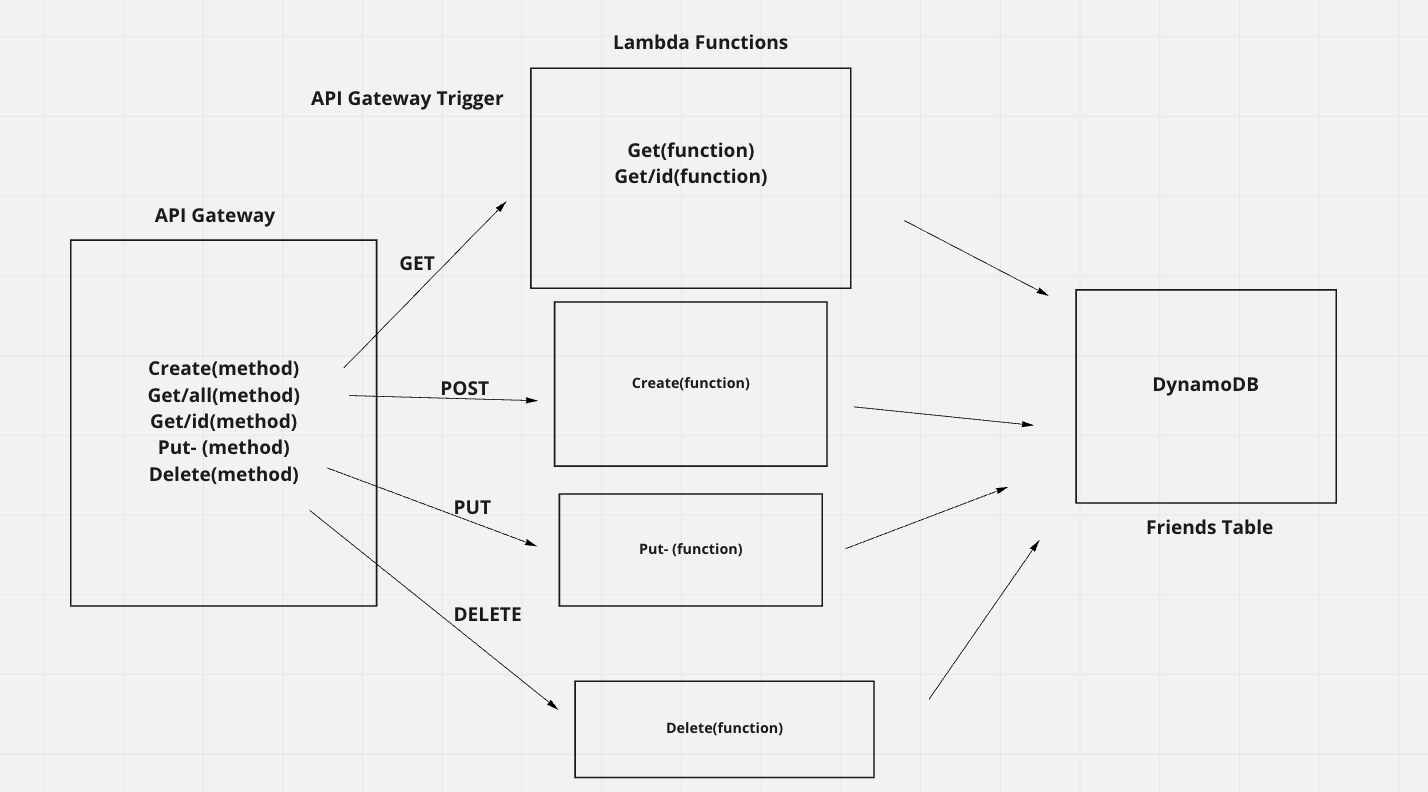 Lambda Functions
API Gateway Trigger
Get(function)
Get/id(function)
API Gateway
GET
Create(method)
Get/all(method)
Get/id(method)
Put- (method)
Delete(method)
POST
Create(function)
DynamoDB
PUT
Put- (function)
Friends Table
DELETE
Delete(function)